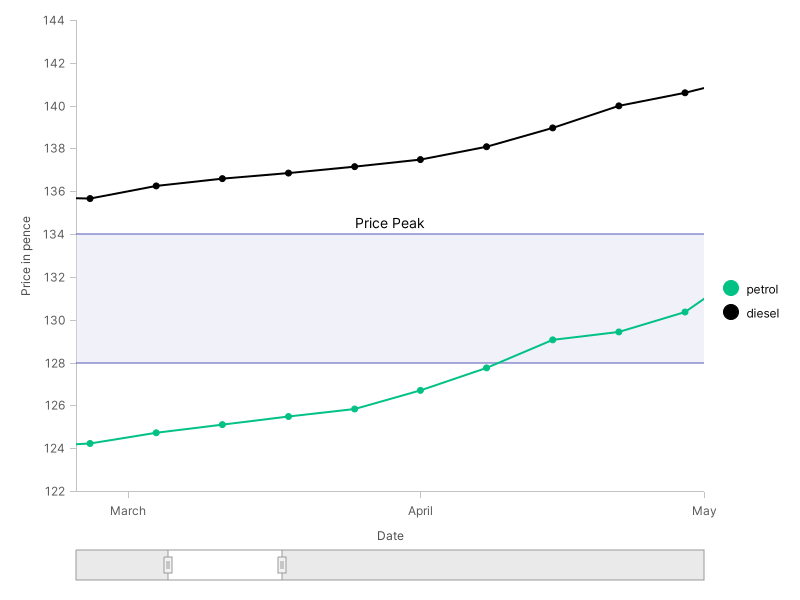 144
142
140
138
136
134
132
130
128
126
124
122
Price in pence
Price Peak
March
April
May
Date
petrol
diesel